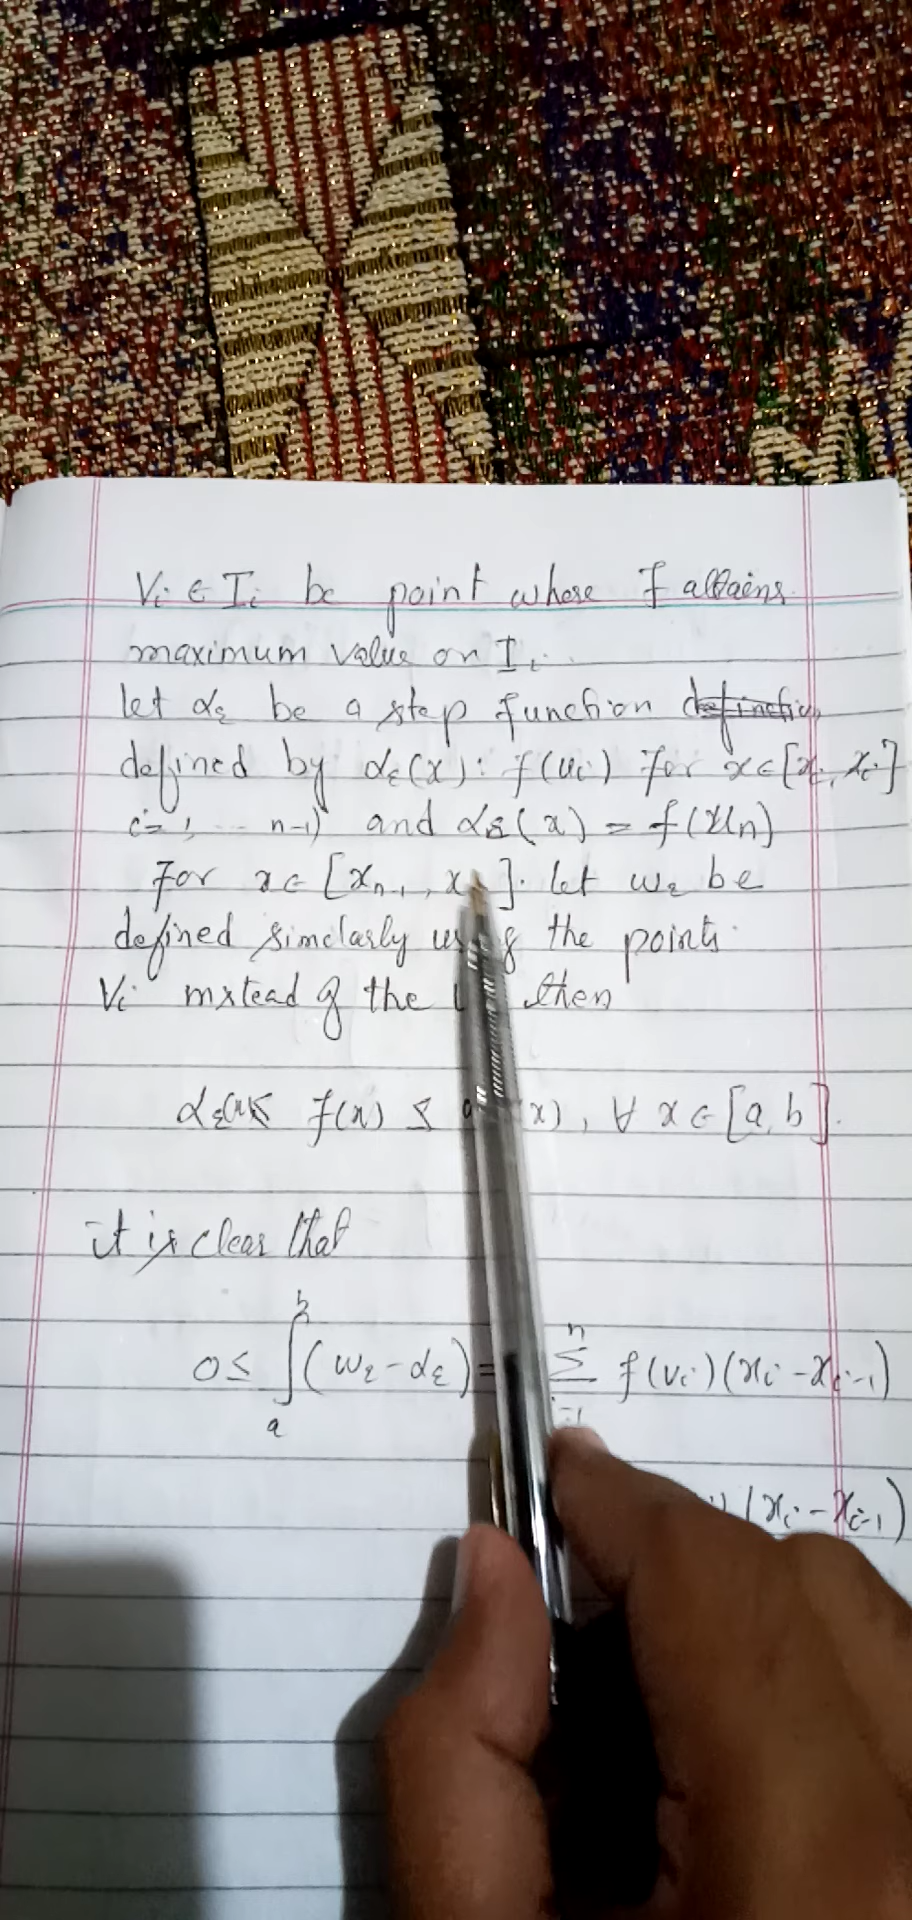 Vi ∈ Ii be point where f attains
maximum value on Ii.
let αε be a step function
defined by αε(x): f(ui) for x∈[xi, xi]
i=1, --- n-1) and αε(x) = f(un)
for x∈ [xn-1, x ]. let wε be
defined similarly the points
Vi instead of the then
αε(x)≤ f(x) ≤ (x), ∀ x ∈ [a, b].
it is clear that
0≤ ∫ab (wε-αε)= nΣi=1 f(vi)(xi-xi-1)
(xi-xi-1)